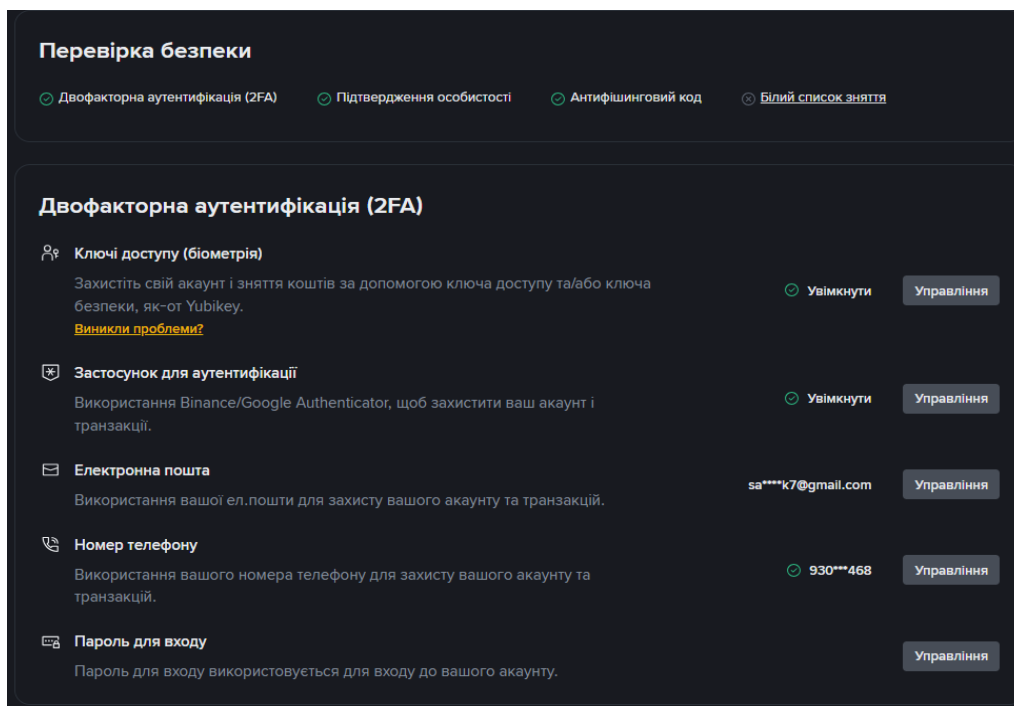 Перевірка безпеки
Двофакторна аутентифікація (2FA) Підтвердження особистості Антифішинговий код Білий список зняття
Двофакторна аутентифікація (2FA)
Ключі доступу (біометрія)
Захистіть свій акаунт і зняття коштів за допомогою ключа доступу та/або ключа
безпеки, як-от Yubikey.
Виникли проблеми?
Увімкнути Управління
Застосунок для аутентифікації
Використання Binance/Google Authenticator, щоб захистити ваш акаунт і
транзакції.
Увімкнути Управління
Електронна пошта
Використання вашої ел.пошти для захисту вашого акаунту та транзакцій.
sa****k7@gmail.com Управління
Номер телефону
Використання вашого номера телефону для захисту вашого акаунту та
транзакцій.
930***468 Управління
Пароль для входу
Пароль для входу використовується для входу до вашого акаунту.
Управління